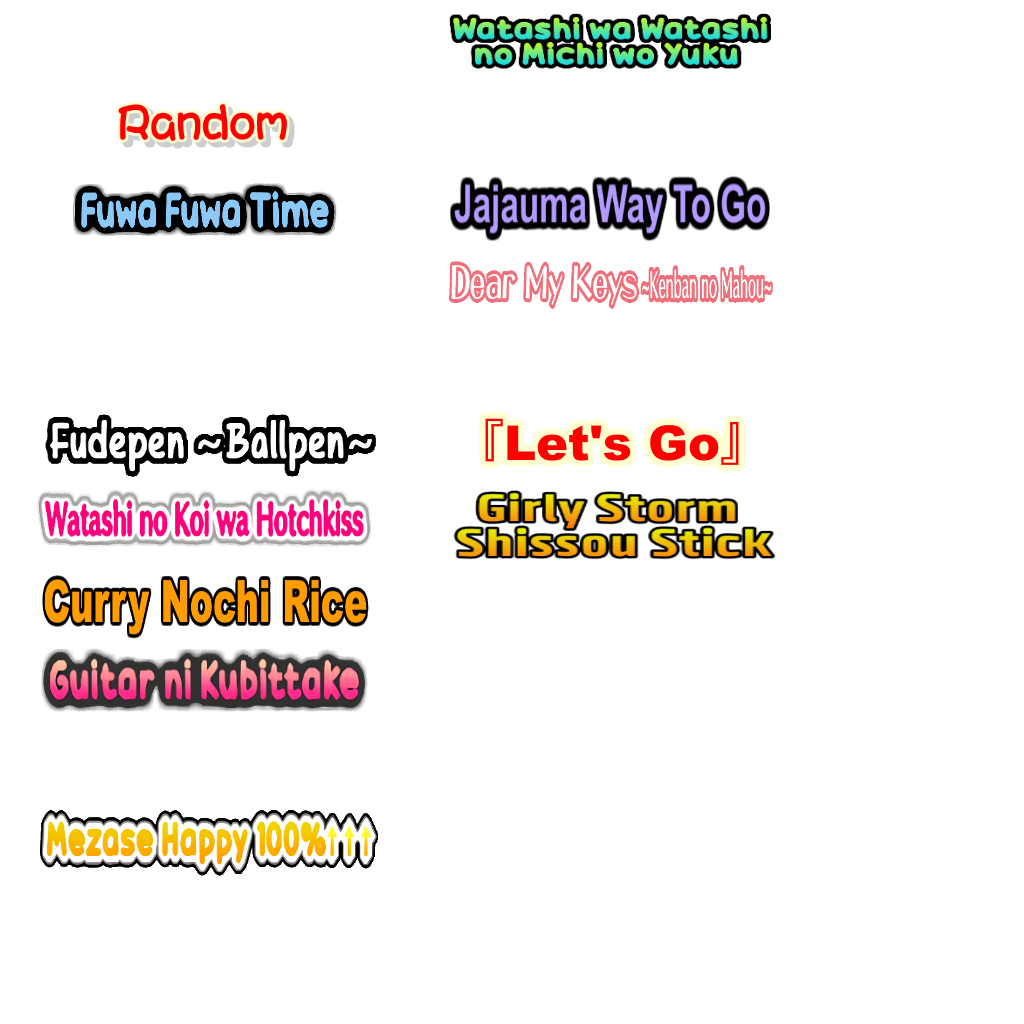 Random
Fuwa Fuwa Time
Fudepen ~Ballpen~
Watashi no Koi wa Hotchkiss
Curry Nochi Rice
Guitar ni Kubittake
Mezase Happy 100%↑↑↑
Watashi wa Watashi
no Michi wo Yuku
Jajauma Way To Go
Dear My Keys ~Kenban no Mahou~
『Let's Go』
Girly Storm
Shissou Stick